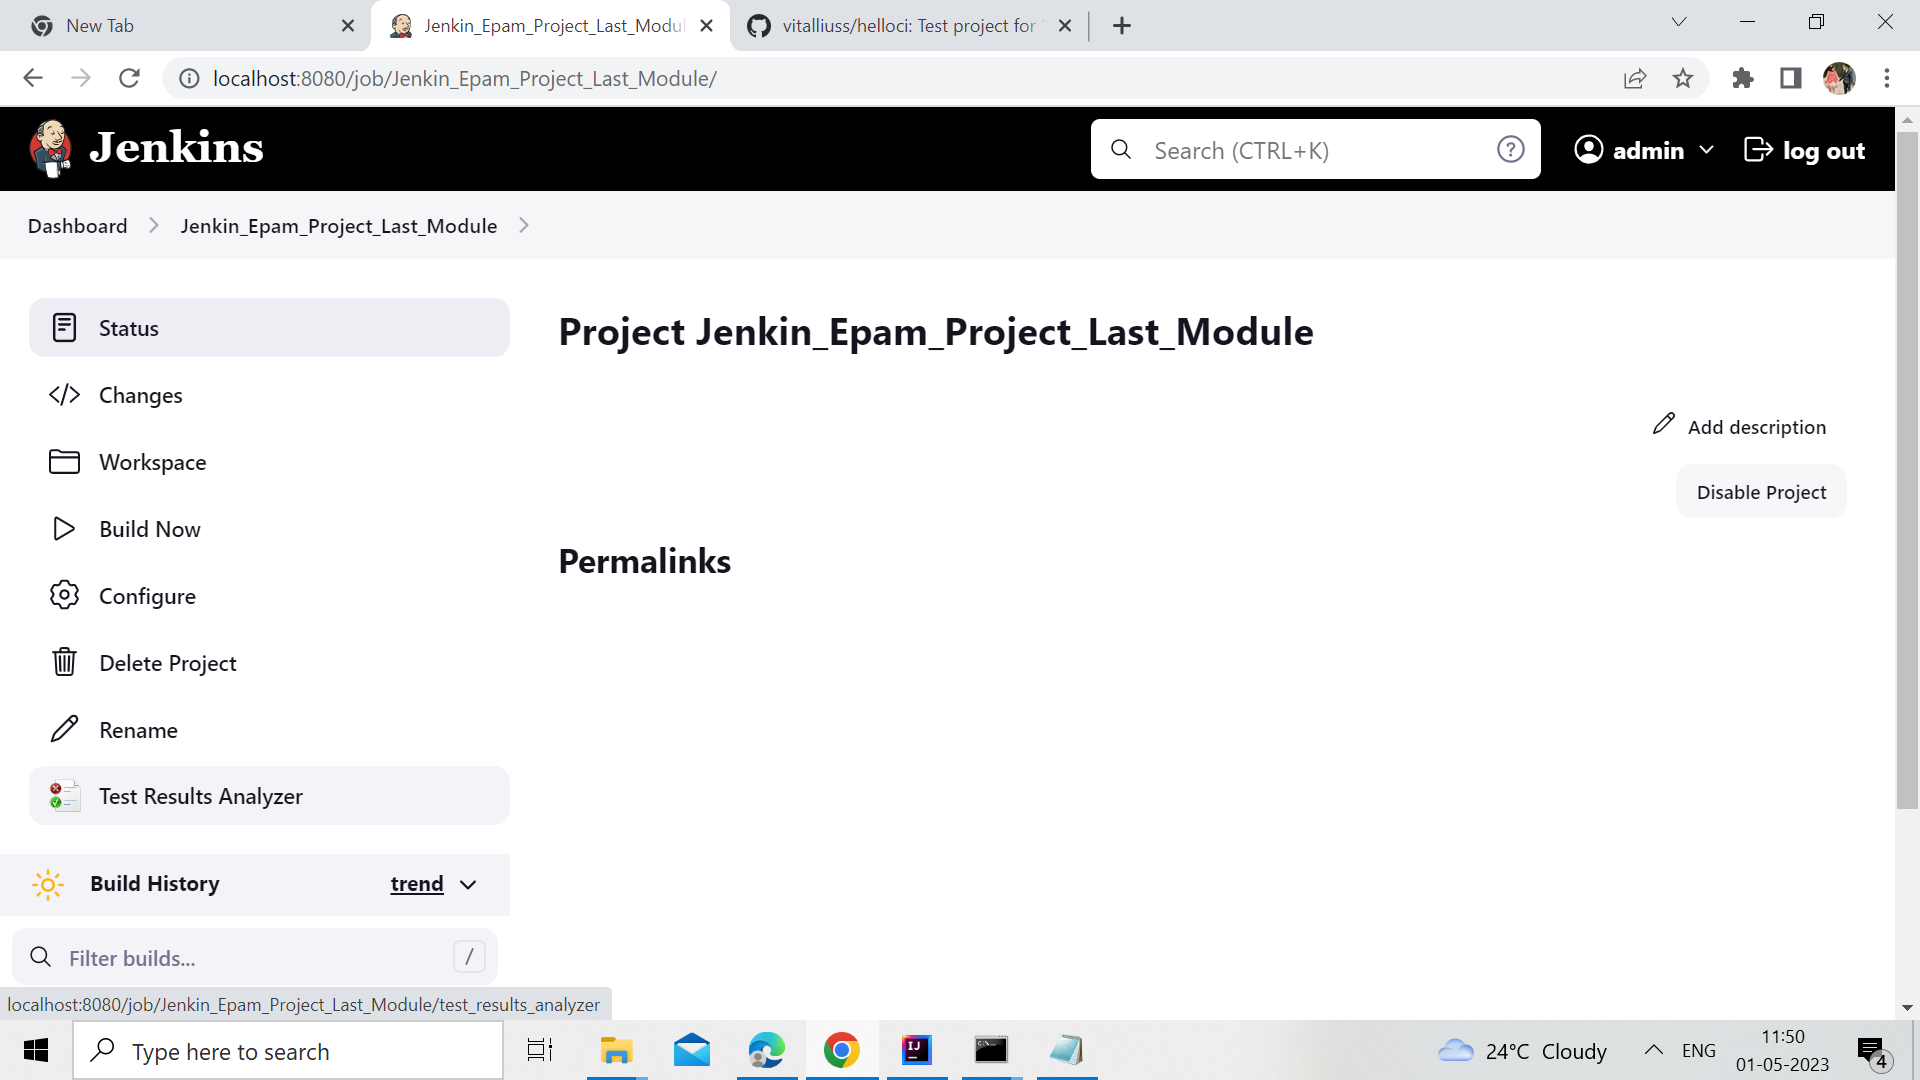 New Tab
Jenkin_Epam_Project_Last_Modul
vitalliuss/helloci: Test project for
localhost:8080/job/Jenkin_Epam_Project_Last_Module/
Jenkins
Search (CTRL+K)
?
admin
log out
Dashboard
Jenkin_Epam_Project_Last_Module
Status
Project Jenkin_Epam_Project_Last_Module
Changes
Add description
Workspace
Disable Project
Build Now
Permalinks
Configure
Delete Project
Rename
Test Results Analyzer
Build History
trend
Filter builds...
/
localhost:8080/job/Jenkin_Epam_Project_Last_Module/test_results_analyzer
Type here to search
IJ
C:\
24°C Cloudy
ENG
11:50
01-05-2023
4